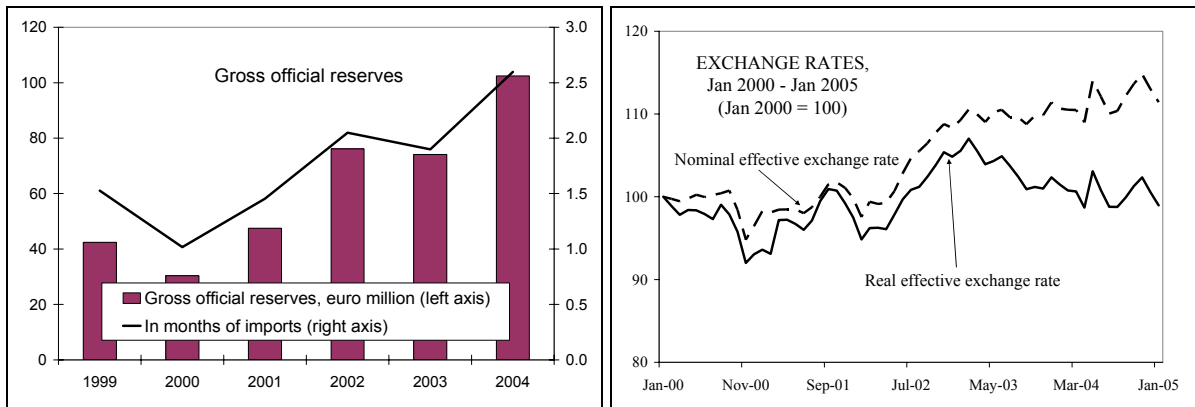 Gross official reserves
120
100
80
60
40
20
0
3.0
2.5
2.0
1.5
1.0
0.5
0.0
Gross official reserves, euro million (left axis)
In months of imports (right axis)
1999 2000 2001 2002 2003 2004
120
110
100
90
80
EXCHANGE RATES,
Jan 2000 - Jan 2005
(Jan 2000 = 100)
Nominal effective exchange rate
Real effective exchange rate
Jan-00 Nov-00 Sep-01 Jul-02 May-03 Mar-04 Jan-05